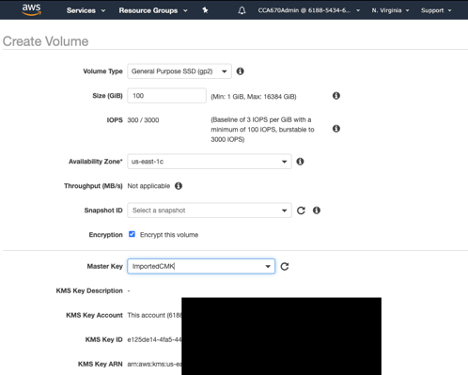 aws Services Resource Groups CCA670Admin @ 6188-5434-6... N. Virginia Support
Create Volume
Volume Type General Purpose SSD (gp2)
Size (GiB) 100 (Min: 1 GiB, Max: 16384 GiB)
IOPS 300 / 3000 (Baseline of 3 IOPS per GiB with a
minimum of 100 IOPS, burstable to
3000 IOPS)
Availability Zone* us-east-1c
Throughput (MB/s) Not applicable
Snapshot ID Select a snapshot
Encryption Encrypt this volume
Master Key ImportedCMK
KMS Key Description -
KMS Key Account This account (618
KMS Key ID e125de14-4fa5-44
KMS Key ARN arn:aws:kms:us-e